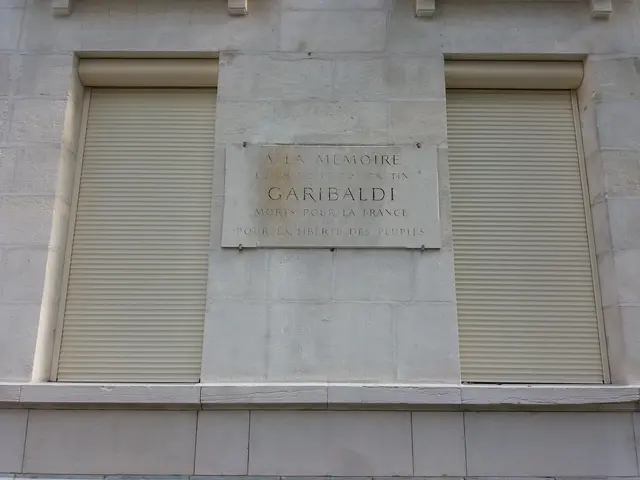 A LA MEMOIRE
GARIBALDI
MORTS POUR LA FRANCE
POUR LA LIBERTE DES PEUPLES